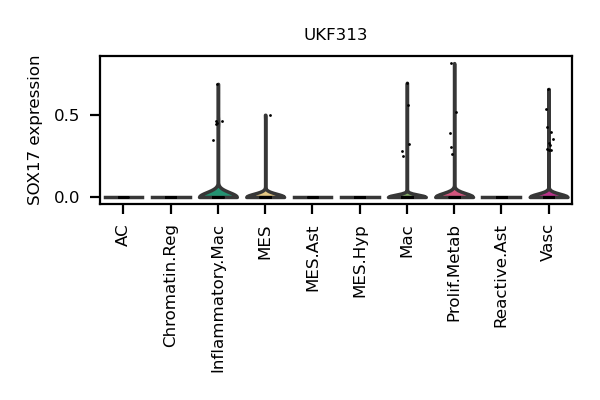 UKF313
SOX17 expression
0.5
0.0
AC
Chromatin.Reg
Inflammatory.Mac
MES
MES.Ast
MES.Hyp
Mac
Prolif.Metab
Reactive.Ast
Vasc